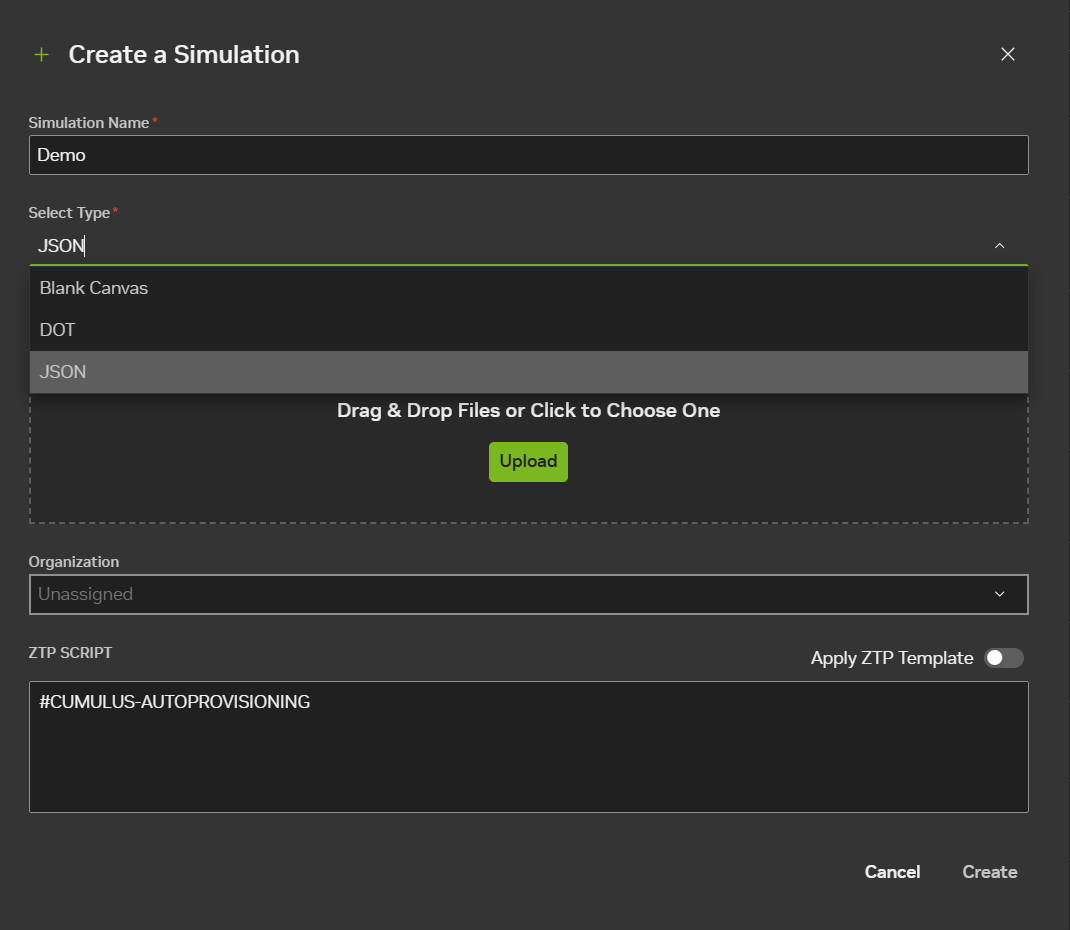 + Create a Simulation
Simulation Name*
Demo
Select Type*
JSON
Blank Canvas
DOT
JSON
Drag & Drop Files or Click to Choose One
Upload
Organization
Unassigned
ZTP SCRIPT
Apply ZTP Template
#CUMULUS-AUTOPROVISIONING
Cancel
Create